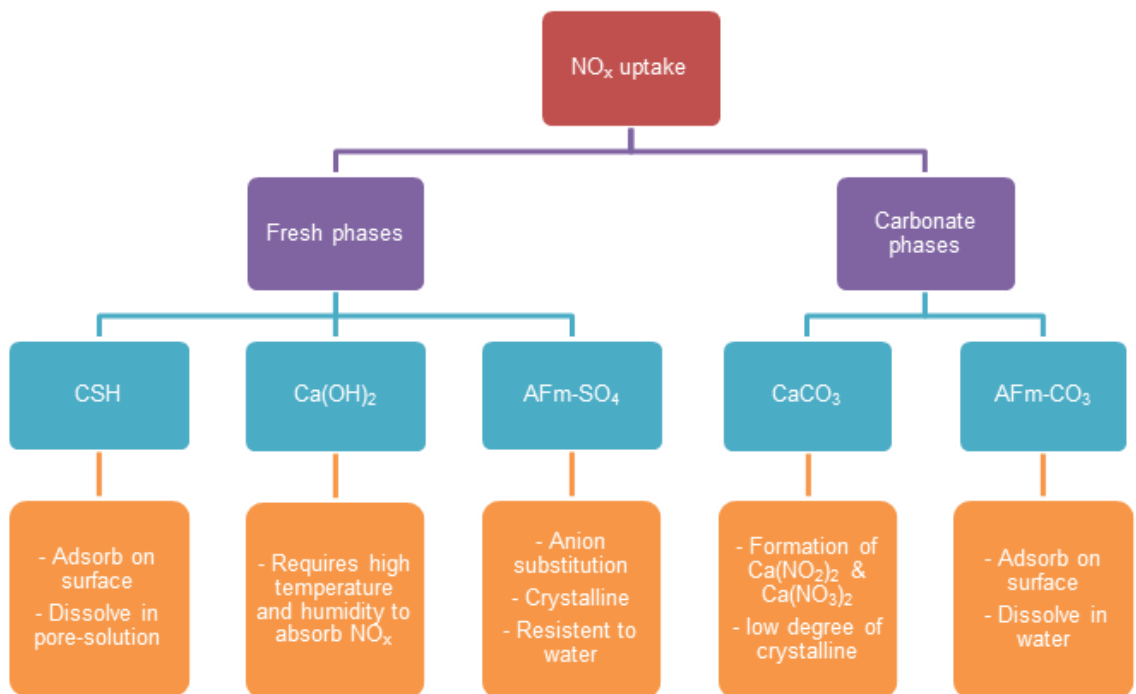 NOₓ uptake
Fresh phases
Carbonate
phases
CSH
Ca(OH)₂
AFm-SO₄
CaCO₃
AFm-CO₃
- Adsorb on
surface
- Dissolve in
pore-solution
- Requires high
temperature
and humidity to
absorb NOₓ
- Anion
substitution
- Crystalline
- Resistent to
water
- Formation of
Ca(NO₂)₂ &
Ca(NO₃)₂
- low degree of
crystalline
- Adsorb on
surface
- Dissolve in
water